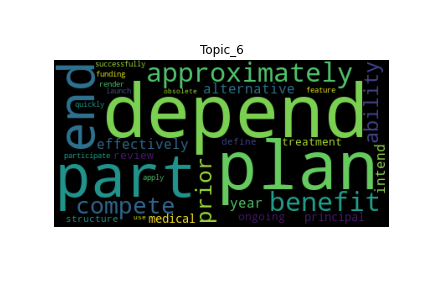 Topic_6
successfully
funding
render
launch
quickly
end
approximately
alternative
obsolete
feature
ability
depend
effectively
define
treatment
participate
review
part
apply
prior
plan
intend
compete
year
benefit
structure
use
medical
ongoing
principal